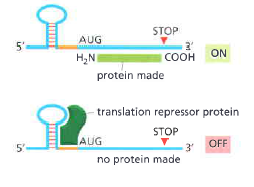 AUG
STOP
5′
3′
H₂N
COOH
ON
protein made
translation repressor protein
AUG
STOP
5′
3′
OFF
no protein made